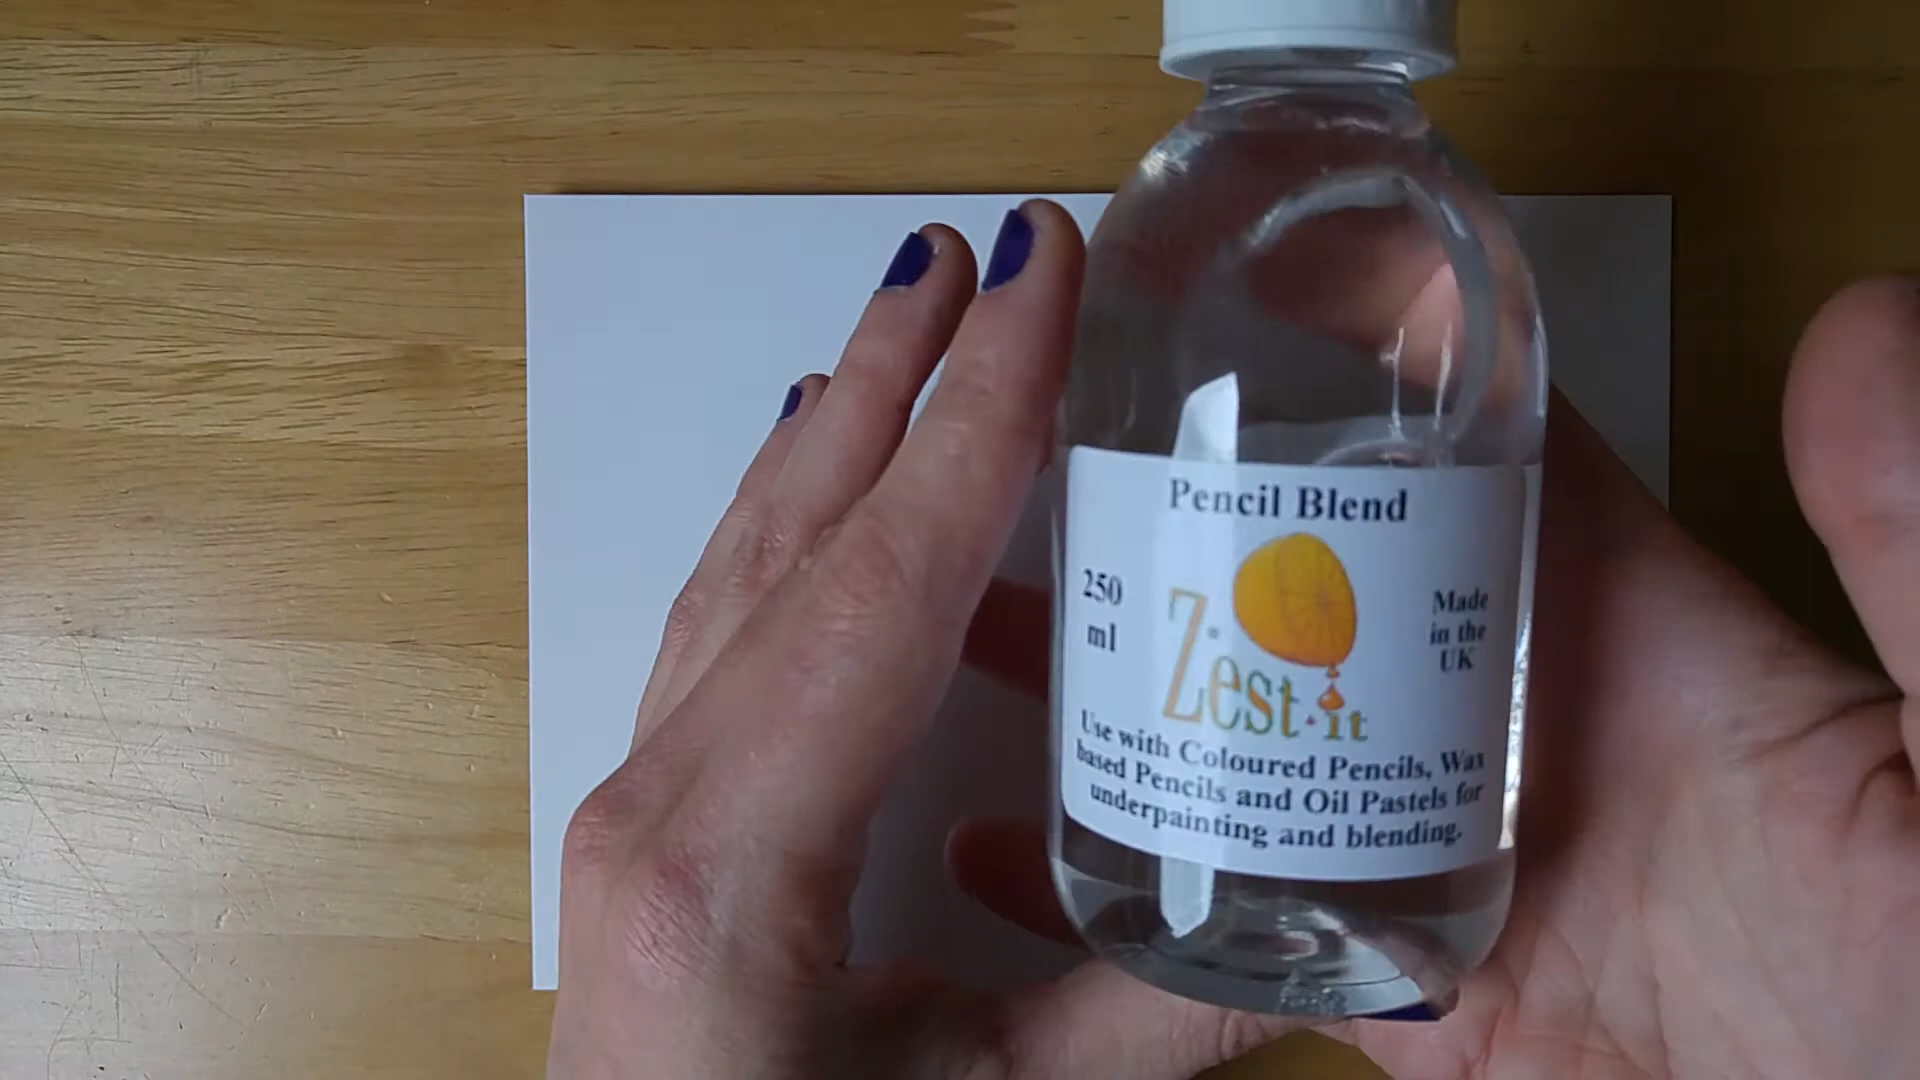 Pencil Blend
250
ml
Zest·it
Made
in the
UK
Use with Coloured Pencils, Wax
based Pencils and Oil Pastels for
underpainting and blending.